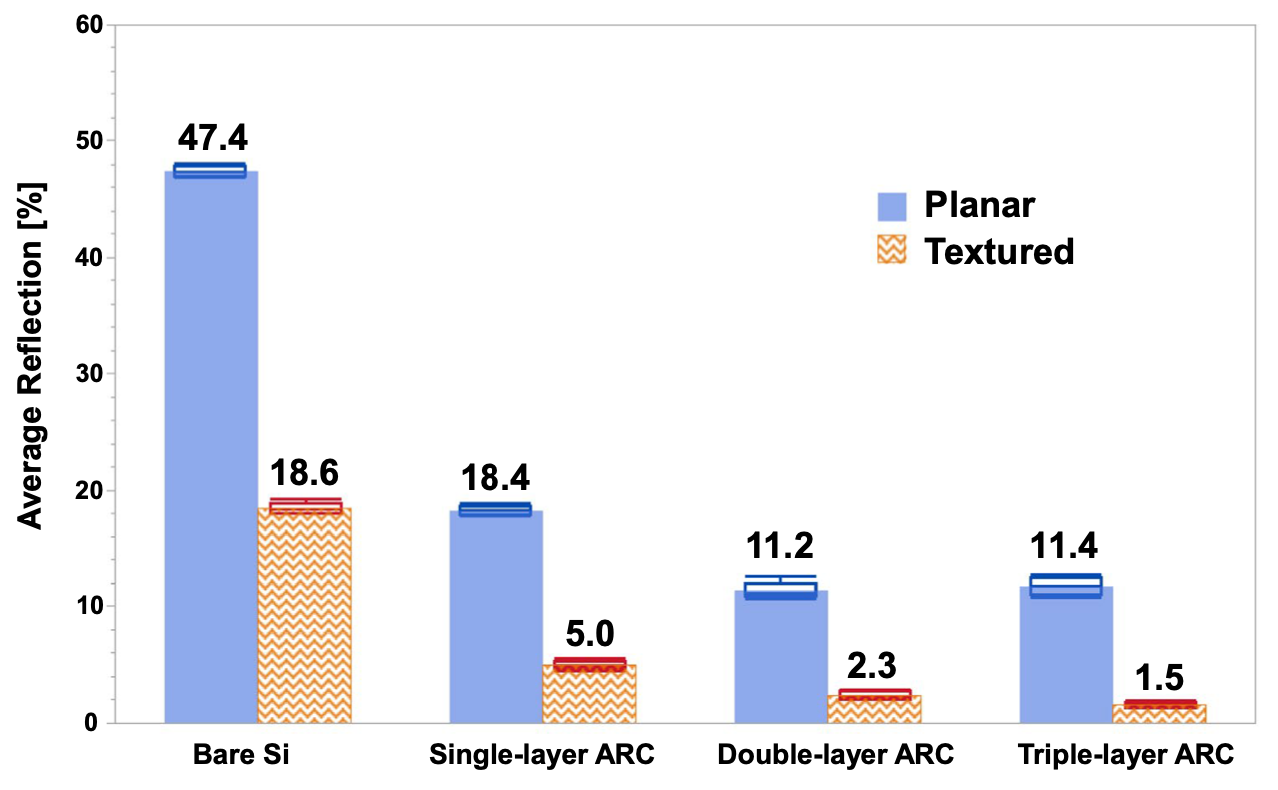 Average Reflection [%]
60
50
40
30
20
10
0
47.4
18.6
18.4
5.0
11.2
2.3
11.4
1.5
Planar
Textured
Bare Si
Single-layer ARC
Double-layer ARC
Triple-layer ARC